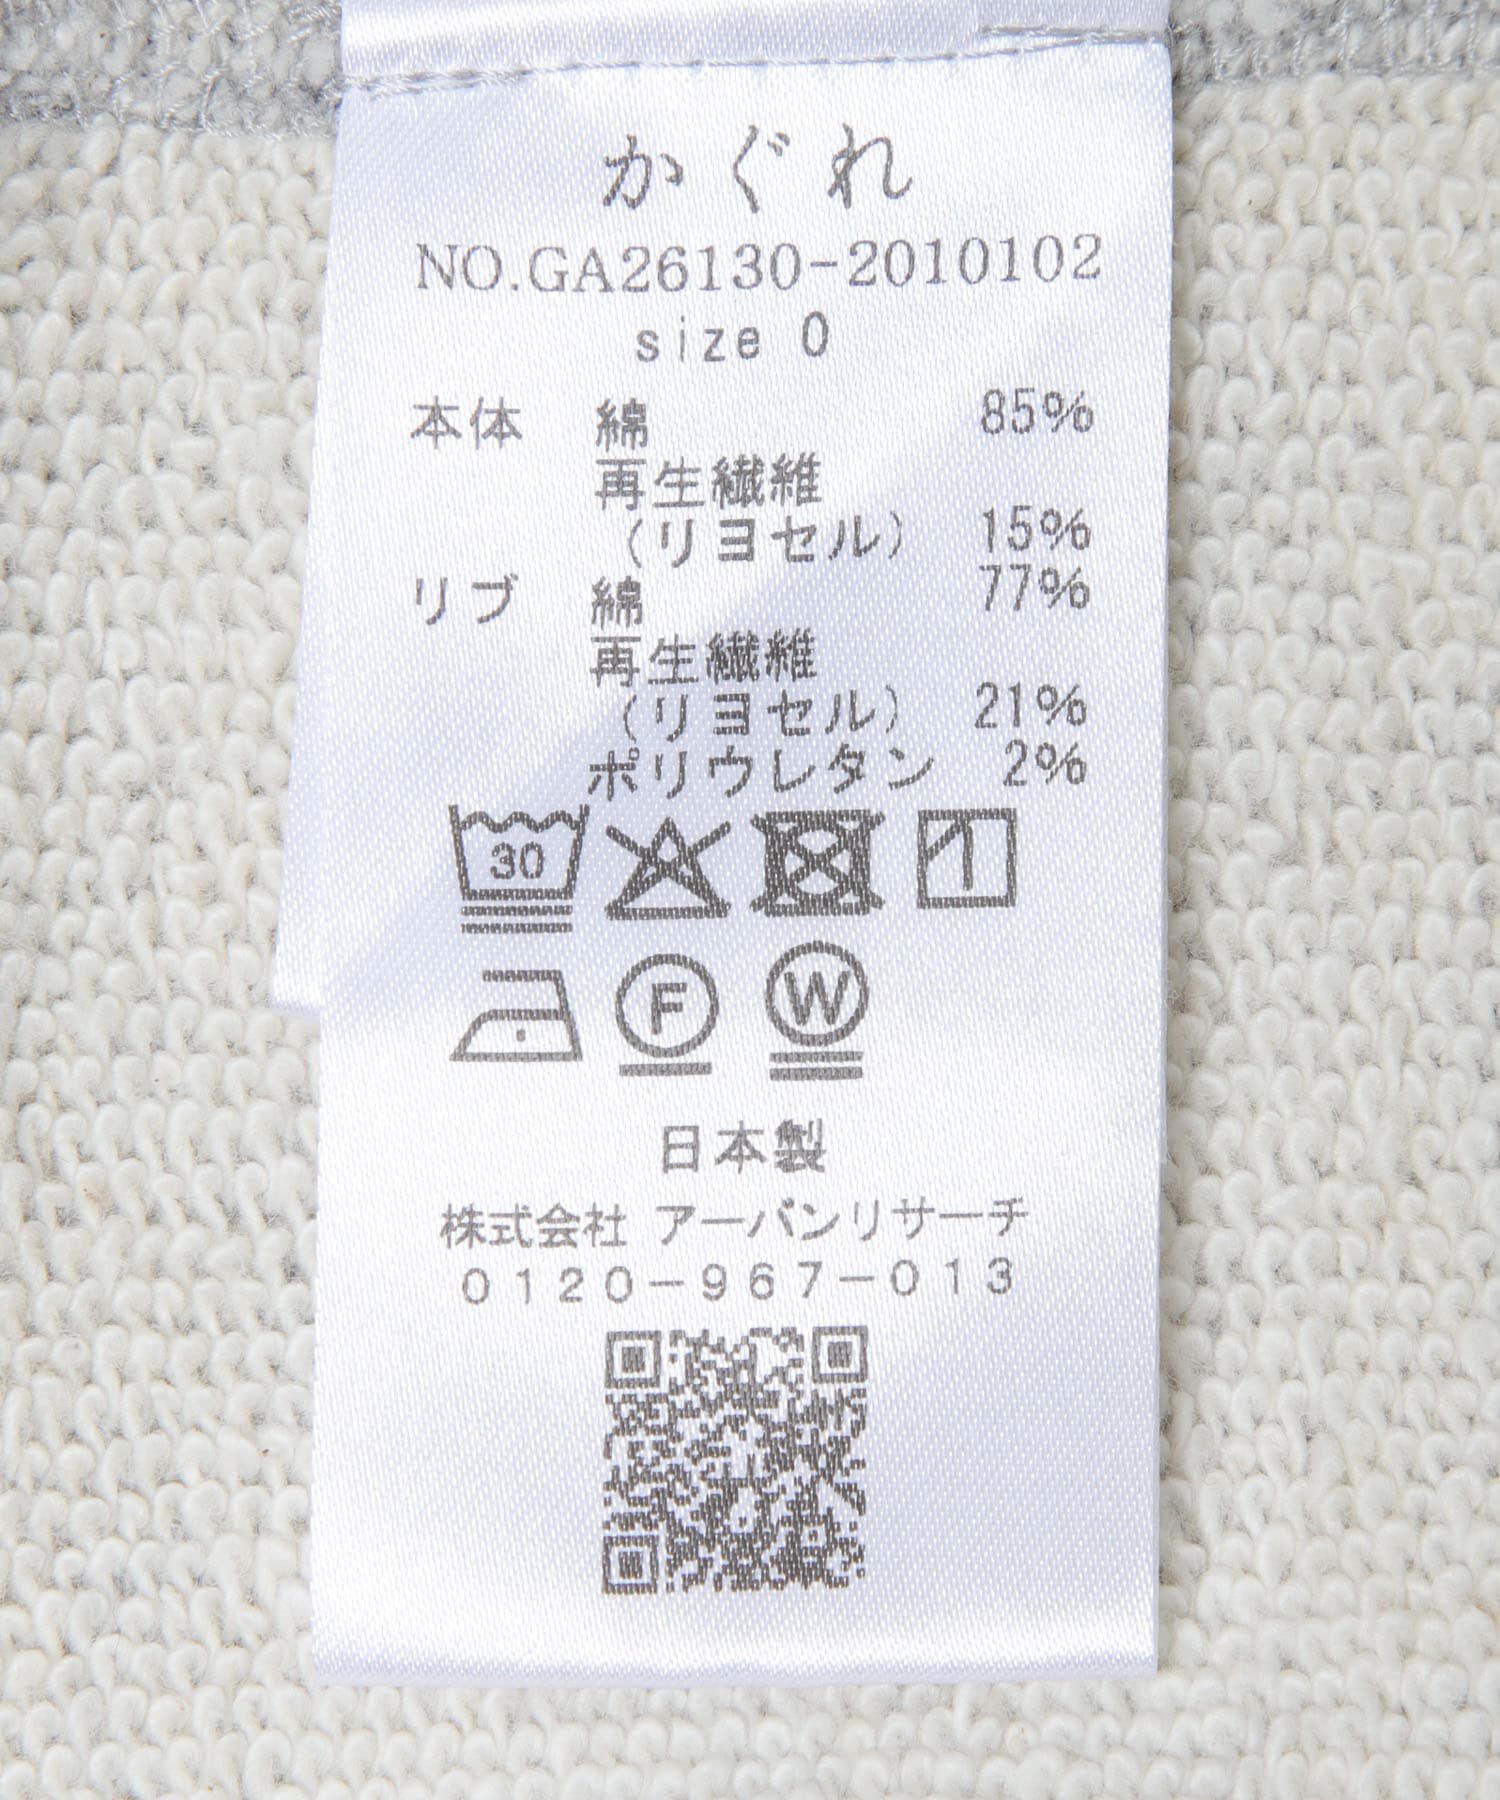 かぐれ
NO.GA26130-2010102
size 0
本体 綿 85%
再生繊維
(リヨセル) 15%
リブ 綿 77%
再生繊維
(リヨセル) 21%
ポリウレタン 2%
30
F W
日本製
株式会社 アーバンリサーチ
0120-967-013